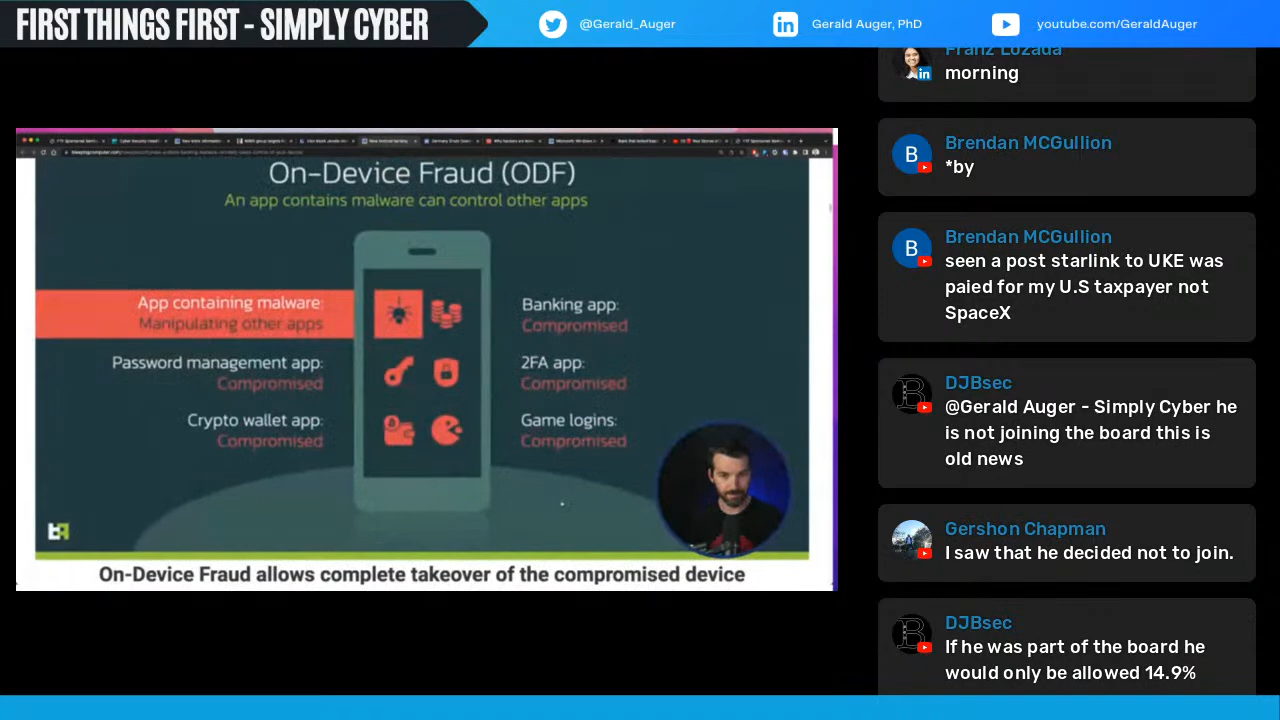 FIRST THINGS FIRST - SIMPLY CYBER
@Gerald_Auger
Gerald Auger, PhD
youtube.com/GeraldAuger
On-Device Fraud (ODF)
An app contains malware can control other apps
App containing malware:
Manipulating other apps
Password management app:
Compromised
Crypto wallet app:
Compromised
Banking app:
Compromised
2FA app:
Compromised
Game logins:
Compromised
On-Device Fraud allows complete takeover of the compromised device
Franz Lozada
morning
Brendan MCGullion
*by
Brendan MCGullion
seen a post starlink to UKE was
paied for my U.S taxpayer not
SpaceX
DJBsec
@Gerald Auger - Simply Cyber he
is not joining the board this is
old news
Gershon Chapman
I saw that he decided not to join.
DJBsec
If he was part of the board he
would only be allowed 14.9%